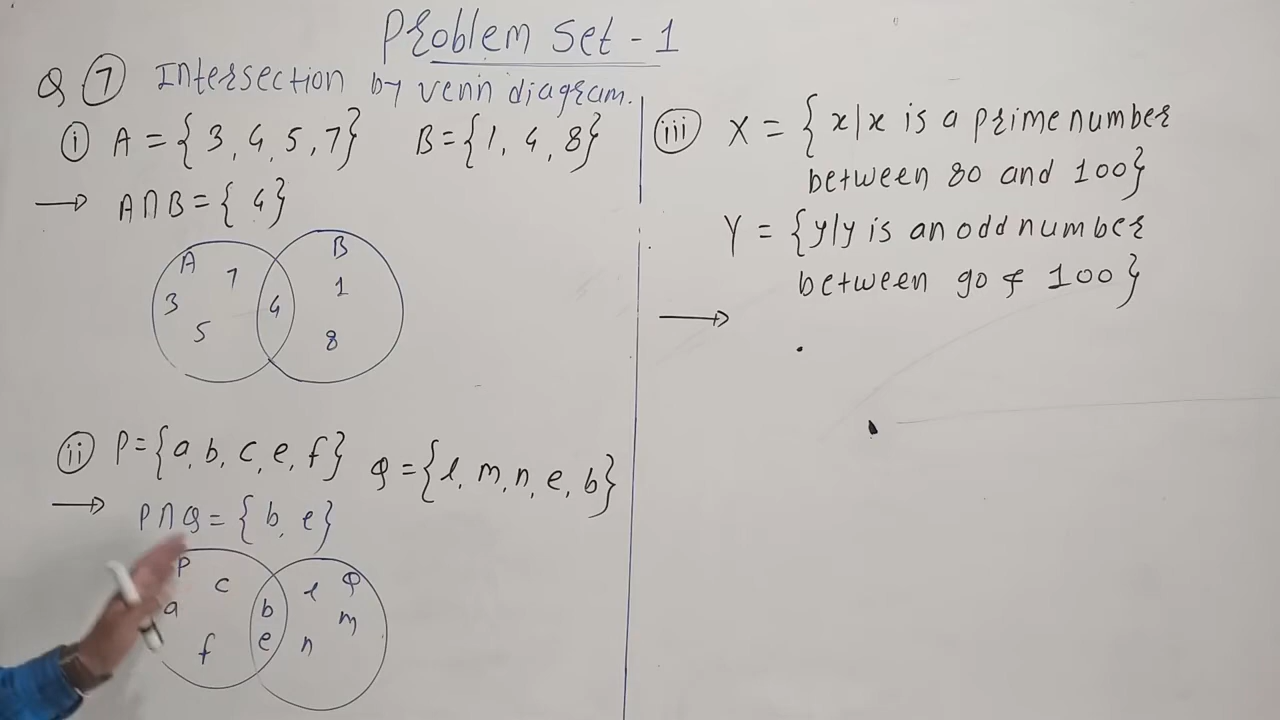 Problem Set - 1
Q 7 Intersection by venn diagram.
i A = {3, 4, 5, 7} B = {1, 4, 8}
→ A∩B = {4}
A 7 3 5
4
B 1 8
ii P = {a, b, c, e, f} Q = {l, m, n, e, b}
→ P∩Q = {b, e}
P c a f
b e
l Q m n
iii X = {x|x is a prime number
between 80 and 100}
Y = {y|y is an odd number
between 90 & 100}
→